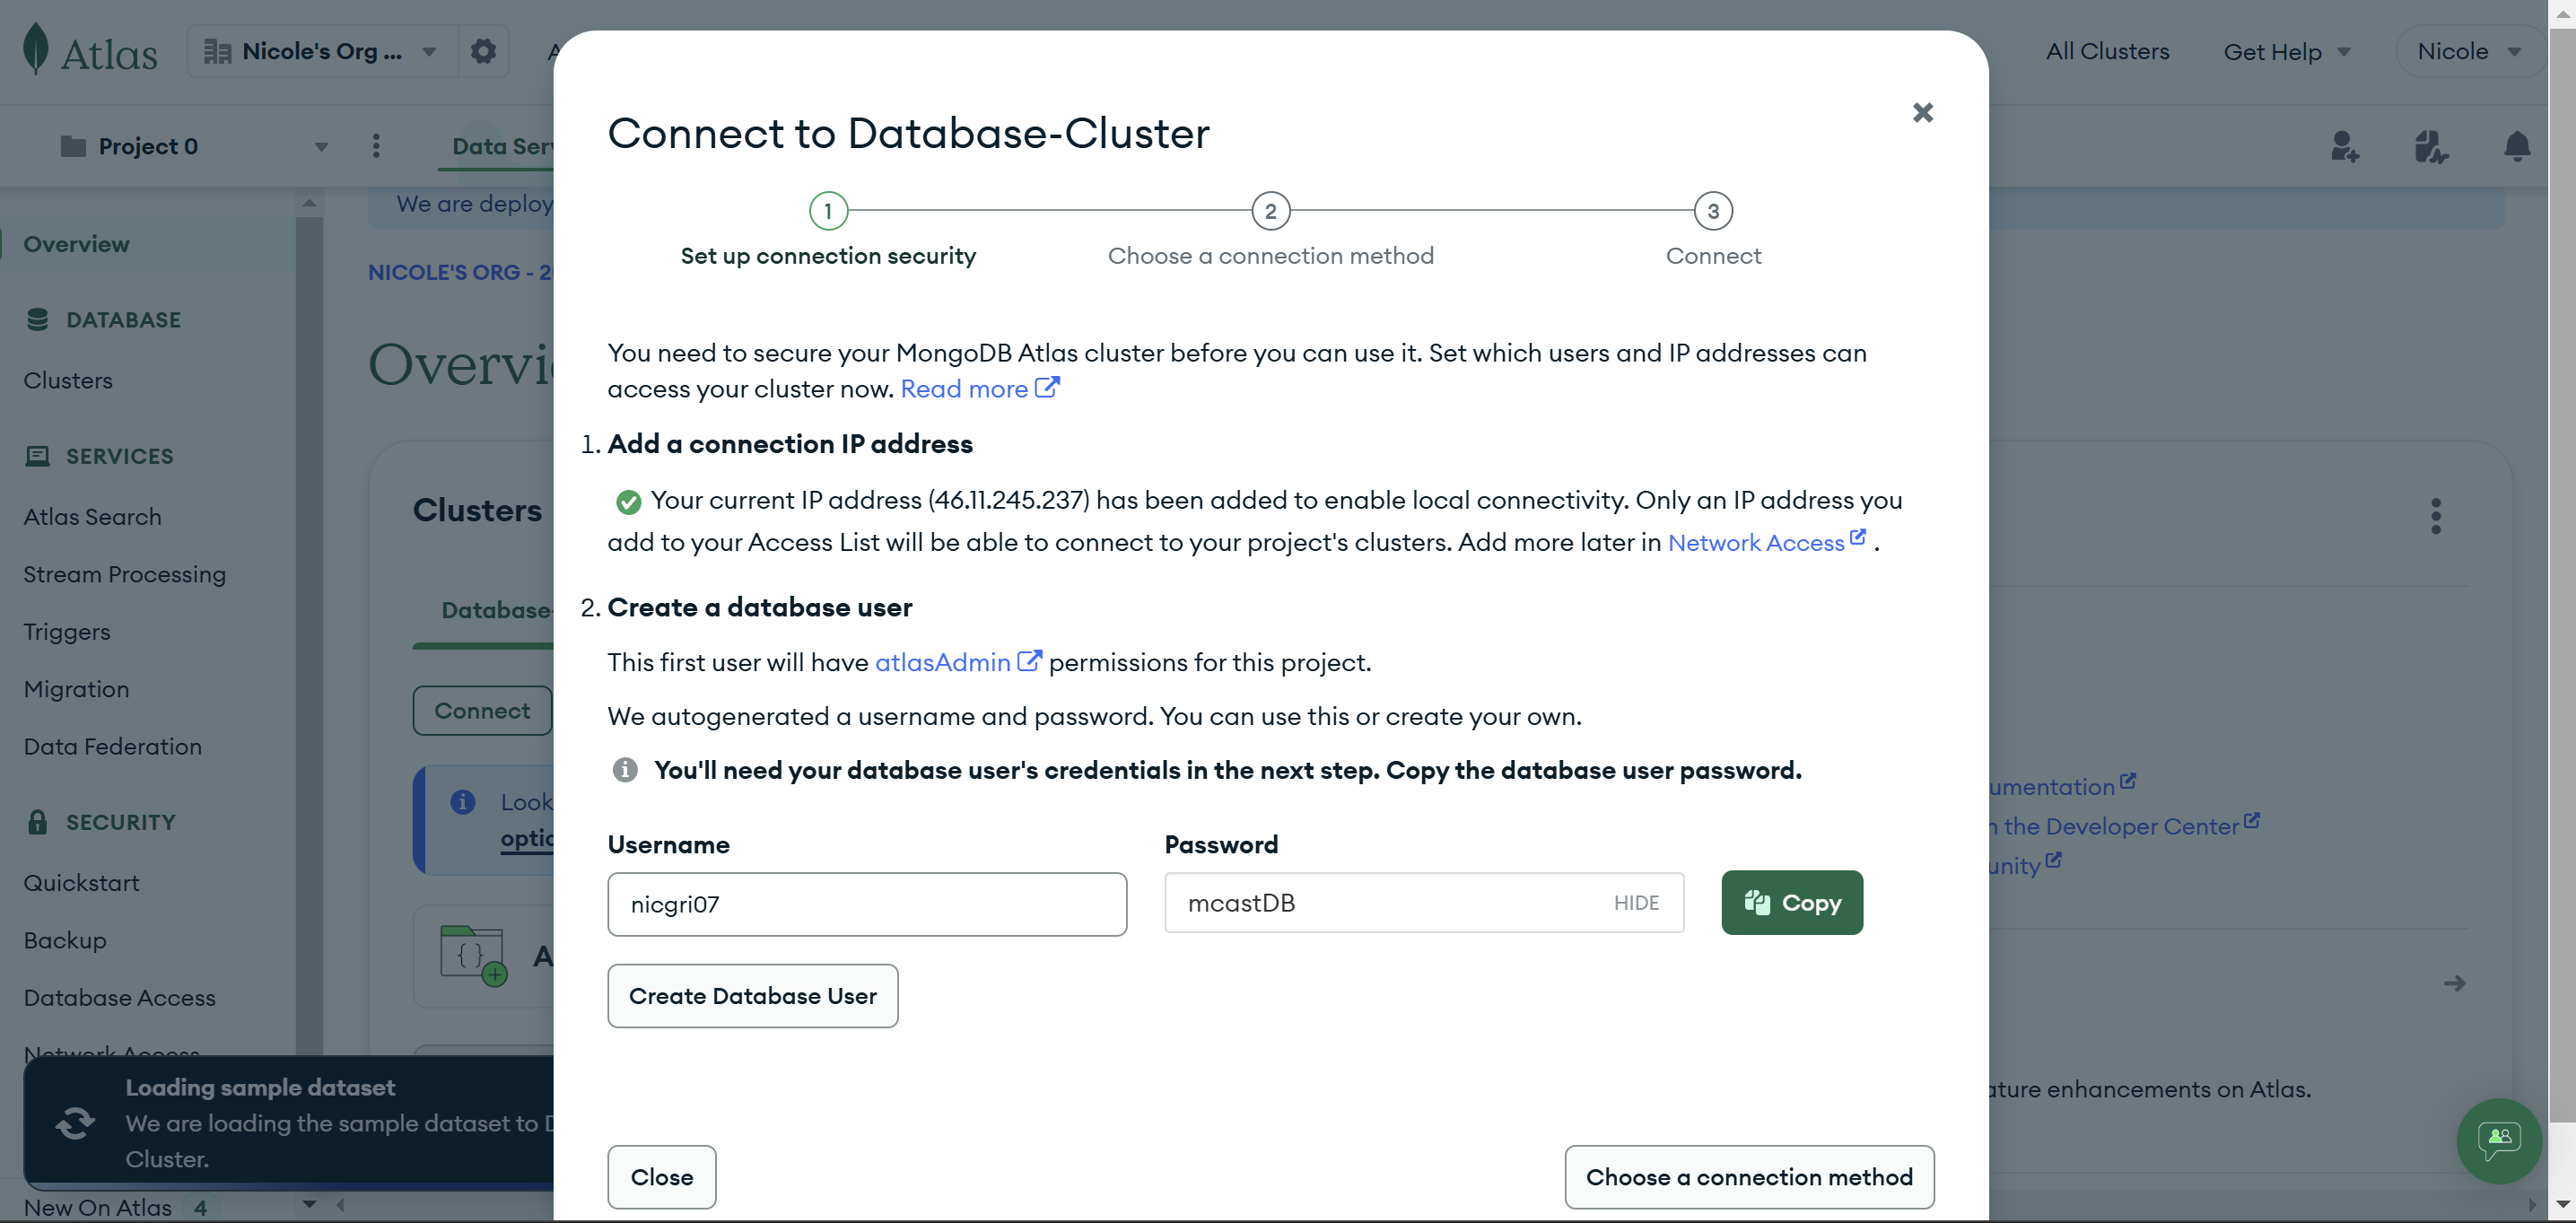 Atlas
Nicole's Org ...
All Clusters
Get Help
Nicole
Project 0
Data Serv
We are deploy
Overview
NICOLE'S ORG - 2
DATABASE
Clusters
SERVICES
Atlas Search
Stream Processing
Triggers
Migration
Data Federation
SECURITY
Quickstart
Backup
Database Access
Network Access
New On Atlas 4
Clusters
Database-
Connect
Look
optio
Loading sample dataset
We are loading the sample dataset to D
Cluster.
Connect to Database-Cluster
1
2
3
Set up connection security
Choose a connection method
Connect
You need to secure your MongoDB Atlas cluster before you can use it. Set which users and IP addresses can
access your cluster now. Read more
1. Add a connection IP address
Your current IP address (46.11.245.237) has been added to enable local connectivity. Only an IP address you
add to your Access List will be able to connect to your project's clusters. Add more later in Network Access .
2. Create a database user
This first user will have atlasAdmin permissions for this project.
We autogenerated a username and password. You can use this or create your own.
You'll need your database user's credentials in the next step. Copy the database user password.
Username
Password
nicgri07
mcastDB
HIDE
Copy
Create Database User
Close
Choose a connection method
umentation
n the Developer Center
unity
ature enhancements on Atlas.